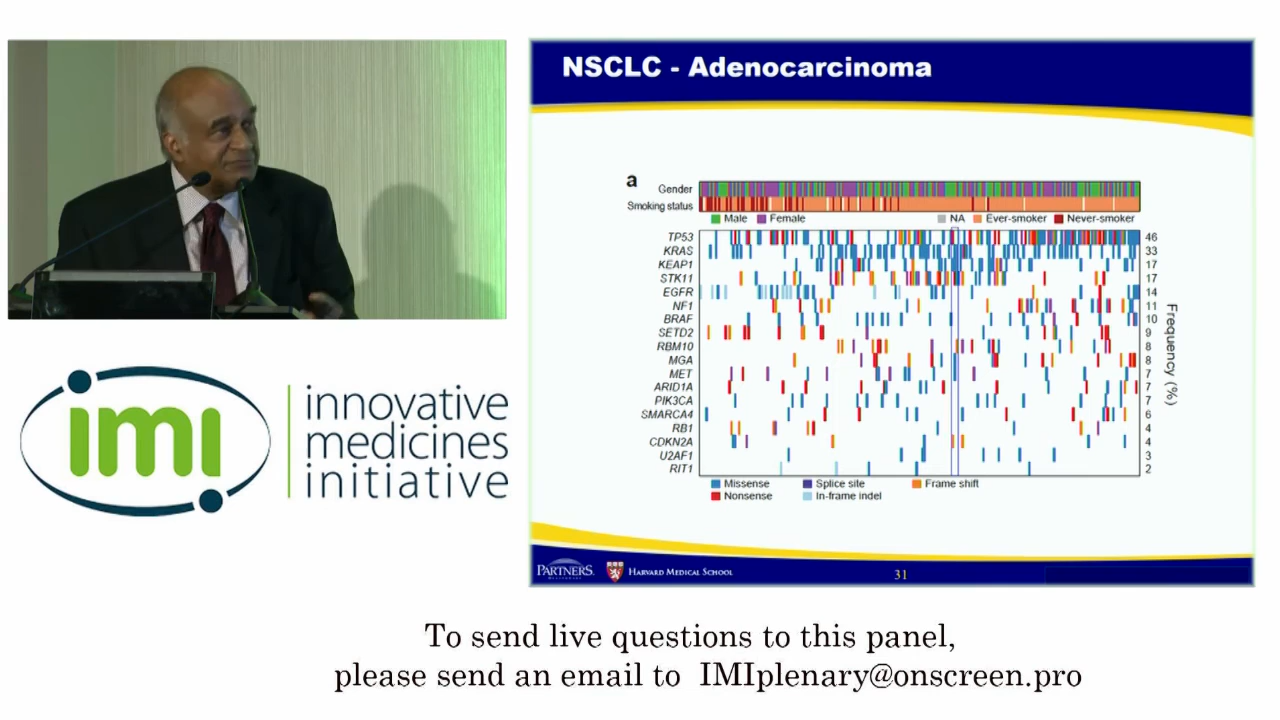 NSCLC - Adenocarcinoma
a
Gender
Smoking status
Male Female NA Ever-smoker Never-smoker
TP53 46
KRAS 33
KEAP1 17
STK11 17
EGFR 14
NF1 11
BRAF 10
SETD2 9
RBM10 8
MGA 8
MET 7
ARID1A 7
PIK3CA 7
SMARCA4 6
RB1 4
CDKN2A 4
U2AF1 3
RIT1 2
Frequency (%)
Missense Splice site Frame shift
Nonsense In-frame indel
PARTNERS HARVARD MEDICAL SCHOOL 31
imi innovative
medicines
initiative
To send live questions to this panel,
please send an email to IMIplenary@onscreen.pro